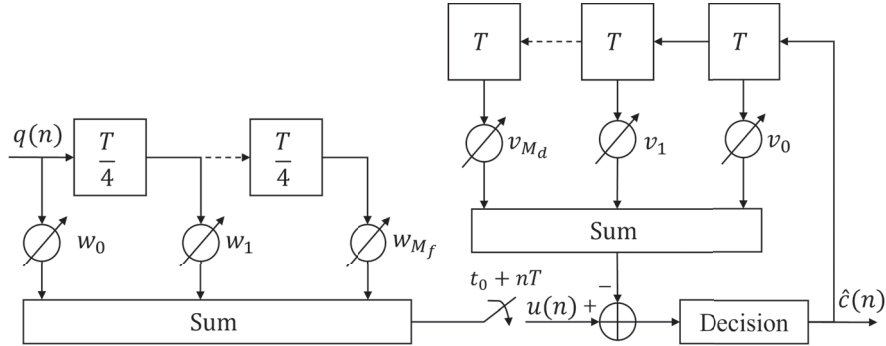 T T T
q(n) T/4 T/4
v_{M_d} v_1 v_0
w_0 w_1 w_{M_f}
Sum
t_0 + nT
Sum u(n) + − Decision ĉ(n)